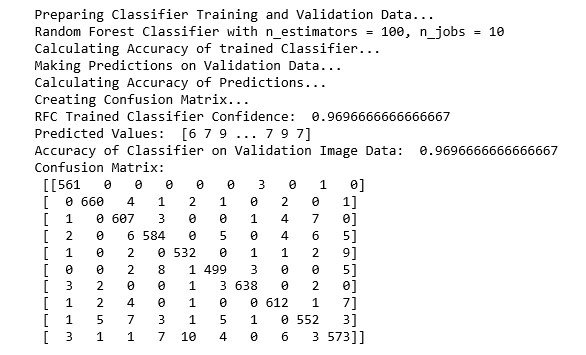 Preparing Classifier Training and Validation Data...
Random Forest Classifier with n_estimators = 100, n_jobs = 10
Calculating Accuracy of trained Classifier...
Making Predictions on Validation Data...
Calculating Accuracy of Predictions...
Creating Confusion Matrix...
RFC Trained Classifier Confidence:  0.9696666666666667
Predicted Values:  [6 7 9 ... 7 9 7]
Accuracy of Classifier on Validation Image Data:  0.9696666666666667
Confusion Matrix:
[[561   0   0   0   0   0   3   0   1   0]
[  0 660   4   1   2   1   0   2   0   1]
[  1   0 607   3   0   0   1   4   7   0]
[  2   0   6 584   0   5   0   4   6   5]
[  1   0   2   0 532   0   1   1   2   9]
[  0   0   2   8   1 499   3   0   0   5]
[  3   2   0   0   1   3 638   0   2   0]
[  1   2   4   0   1   0   0 612   1   7]
[  1   5   7   3   1   5   1   0 552   3]
[  3   1   1   7  10   4   0   6   3 573]]